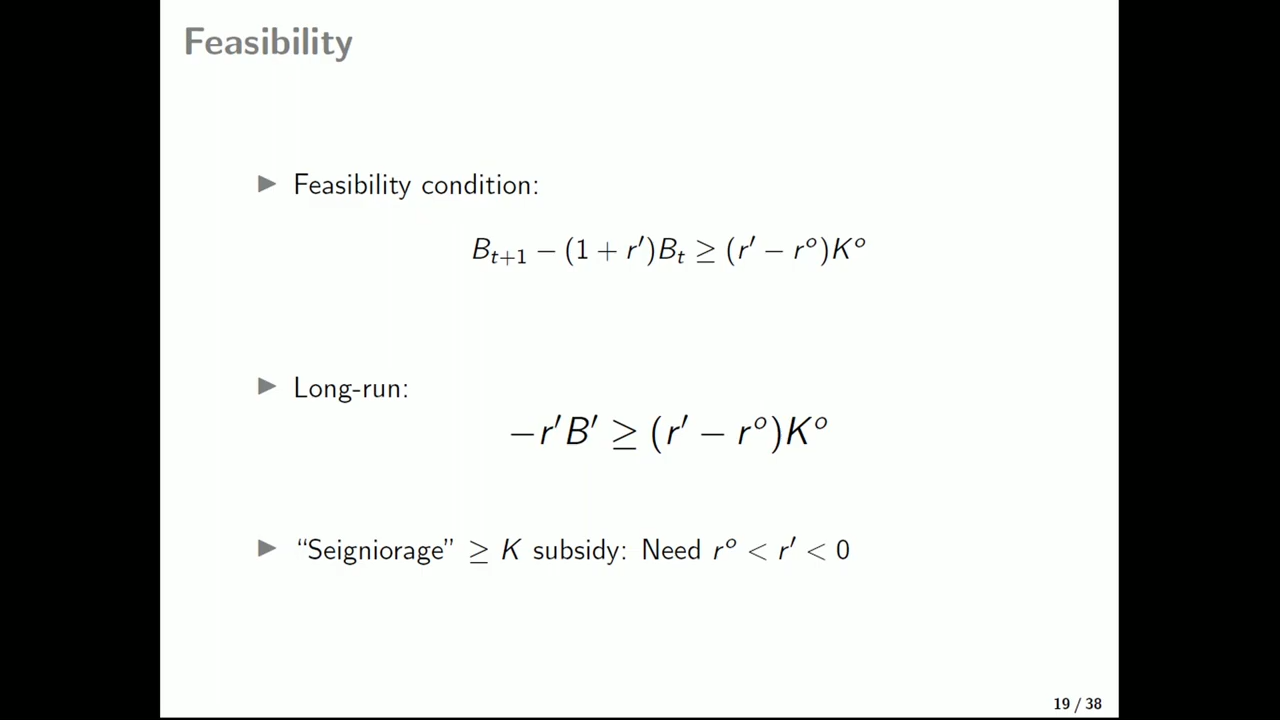 Feasibility
▶ Feasibility condition:
B_{t+1} − (1 + r′)B_t ≥ (r′ − r^o)K^o
▶ Long-run:
−r′B′ ≥ (r′ − r^o)K^o
▶ “Seigniorage” ≥ K subsidy: Need r^o < r′ < 0
19 / 38